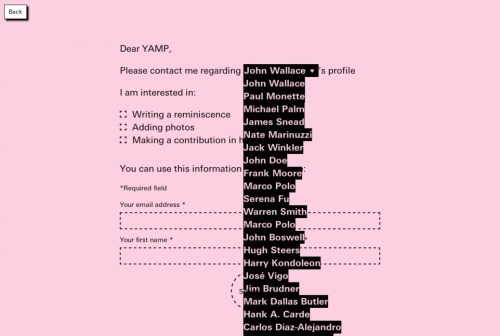 Back
Dear YAMP,
Please contact me regarding John Wallace ▼ 's profile
John Wallace
Paul Monette
I am interested in:
Michael Palm
Writing a reminiscence
James Snead
Adding photos
Nate Marinuzzi
Making a contribution in h
Jack Winkler
John Doe
You can use this information :
Frank Moore
Marco Polo
*Required field
Serena Fu
Your email address *
Warren Smith
Marco Polo
Your first name *
John Boswell
Hugh Steers
Harry Kondoleon
José Vigo
Jim Brudner
Mark Dallas Butler
Hank A. Carde
Carlos Diaz-Alejandro